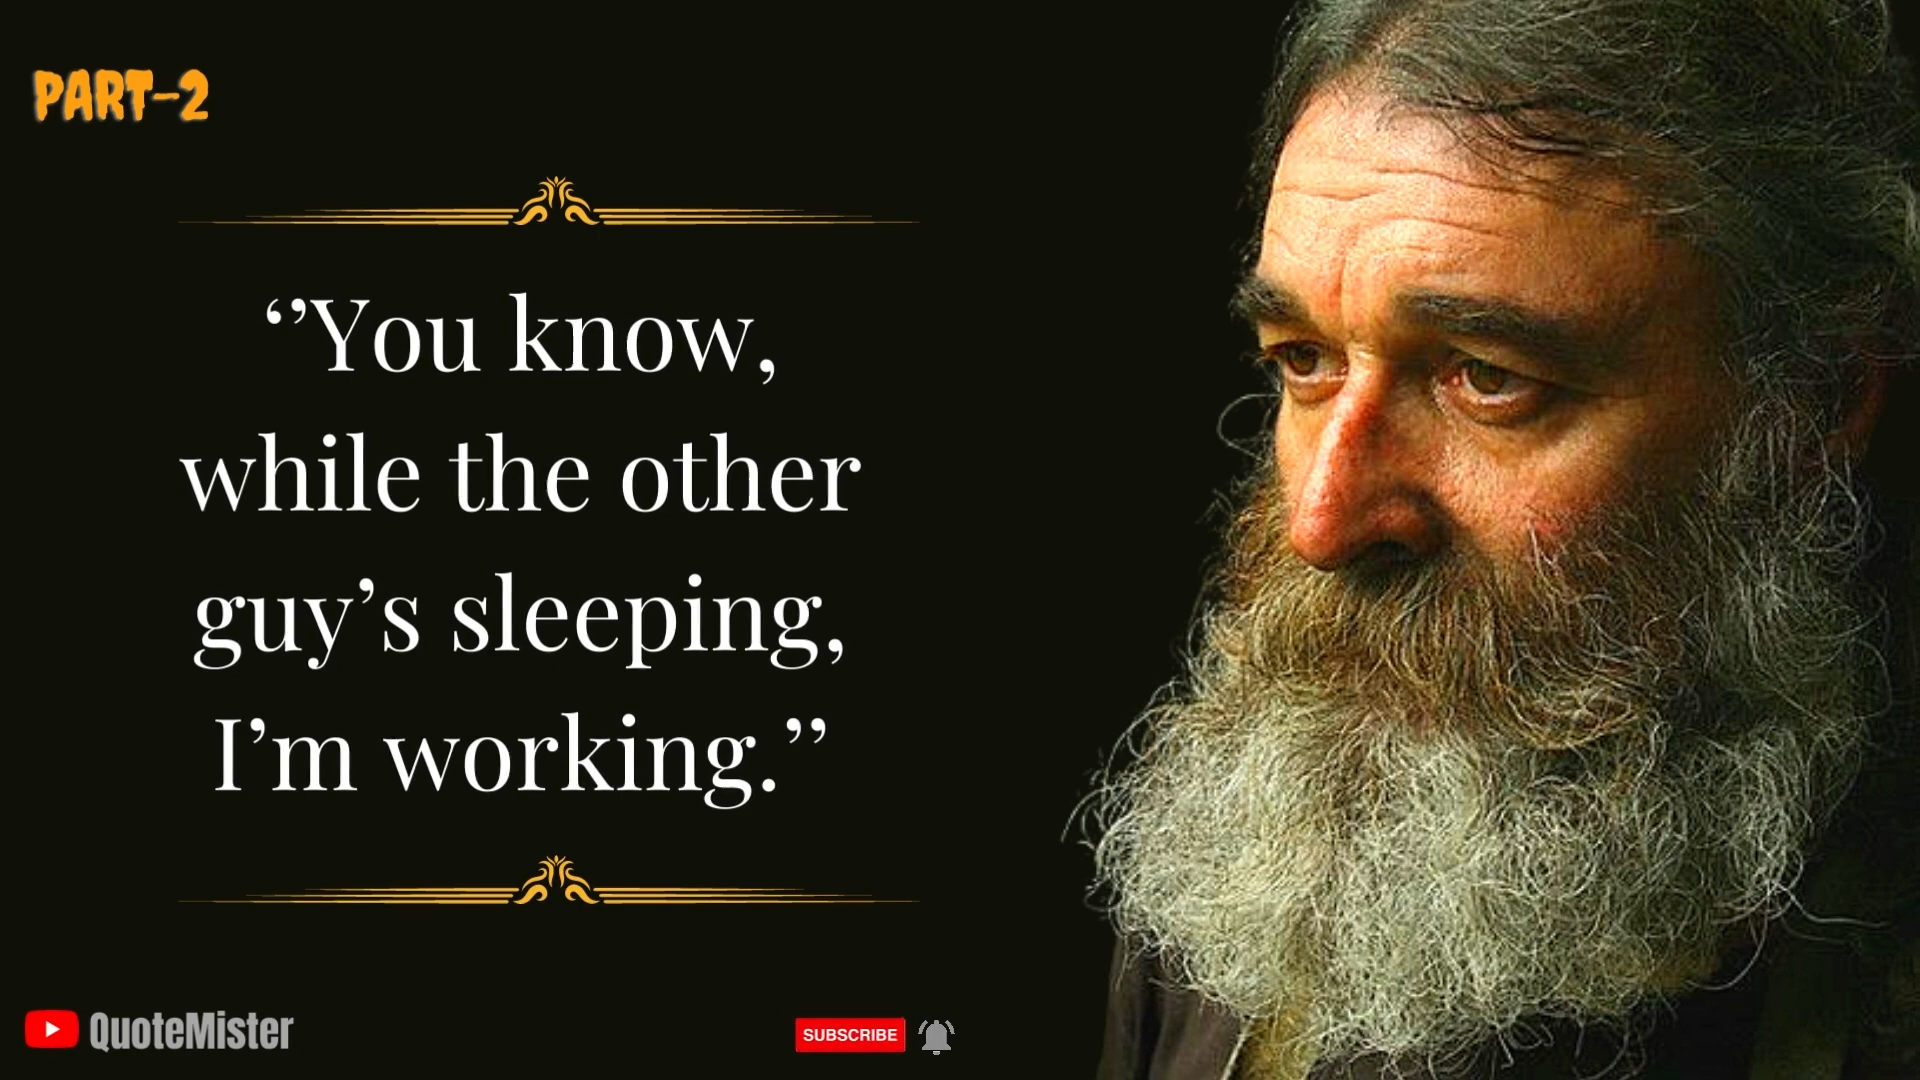 PART-2
‘’You know,
while the other
guy’s sleeping,
I’m working.’’
QuoteMister
SUBSCRIBE